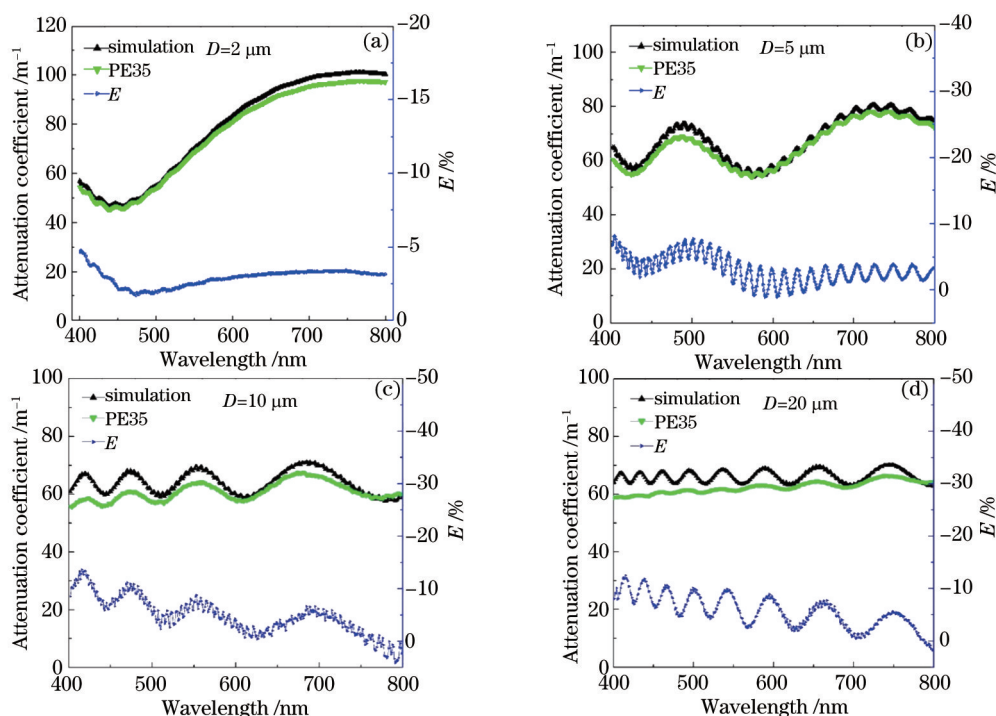 (a)
simulation
D=2 μm
PE35
E
Attenuation coefficient /m⁻¹
120
100
80
60
40
20
0
-20
-15
-10
-5
0
E /%
400 500 600 700 800
Wavelength /nm
(b)
simulation
D=5 μm
PE35
E
Attenuation coefficient /m⁻¹
100
80
60
40
20
0
-40
-30
-20
-10
0
E /%
400 500 600 700 800
Wavelength /nm
(c)
simulation
D=10 μm
PE35
E
Attenuation coefficient /m⁻¹
100
80
60
40
20
0
-50
-40
-30
-20
-10
0
E /%
400 500 600 700 800
Wavelength /nm
(d)
simulation
D=20 μm
PE35
E
Attenuation coefficient /m⁻¹
100
80
60
40
20
0
-50
-40
-30
-20
-10
0
E /%
400 500 600 700 800
Wavelength /nm